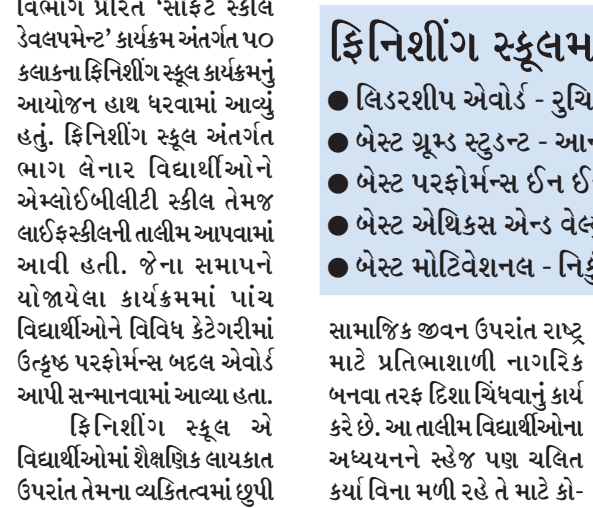 વિભાગ પ્રેરિત 'સોફ્ટ સ્કીલ
ડેવલપમેન્ટ' કાર્યક્રમ અંતર્ગત ૫૦
કલાકના ફિનિશીંગ સ્કૂલ કાર્યક્રમનું
આયોજન હાથ ધરવામાં આવ્યું
હતું. ફિનિશીંગ સ્કૂલ અંતર્ગત
ભાગ લેનાર વિદ્યાર્થીઓને
એમ્લોઈબીલીટી સ્કીલ તેમજ
લાઈફસ્કીલની તાલીમ આપવામાં
આવી હતી. જેના સમાપને
યોજાયેલા કાર્યક્રમમાં પાંચ
વિદ્યાર્થીઓને વિવિધ કેટેગરીમાં
ઉત્કૃષ્ઠ પરફોર્મન્સ બદલ એવોર્ડ
આપી સન્માનવામાં આવ્યા હતા.
ફિનિશીંગ સ્કૂલ એ
વિદ્યાર્થીઓમાં શૈક્ષણિક લાયકાત
ઉપરાંત તેમના વ્યકિતત્વમાં છુપી
ફિનિશીંગ સ્કૂલમ
● લિડરશીપ એવોર્ડ - રુચિ
● બેસ્ટ ગ્રૂમ્ડ સ્ટુડન્ટ -
● બેસ્ટ પરફોર્મન્સ ઈન
● બેસ્ટ એથિકસ એન્ડ
● બેસ્ટ મોટિવેશનલ -
સામાજિક જીવન ઉપરાંત રાષ્ટ્ર
માટે પ્રતિભાશાળી નાગરિક
બનવા તરફ દિશા ચિંધવાનું કાર્ય
કરે છે. આ તાલીમ વિદ્યાર્થીઓના
અધ્યયનને સ્હેજ પણ ચલિત
કર્યા વિના મળી રહે તે માટે કો-